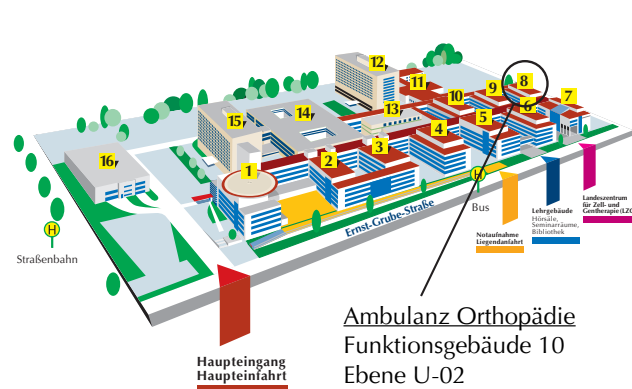 12
8
11
9
10
7
6
15
14
13
5
4
3
2
16
1
H
Bus
Ernst-Grube-Straße
H
Straßenbahn
Notaufnahme
Liegendanfahrt
Lehrgebäude
Hörsäle,
Seminarräume,
Bibliothek
Landeszentrum
für Zell- und
Gentherapie(LZG
Haupteingang
Haupteinfahrt
Ambulanz Orthopädie
Funktionsgebäude 10
Ebene U-02